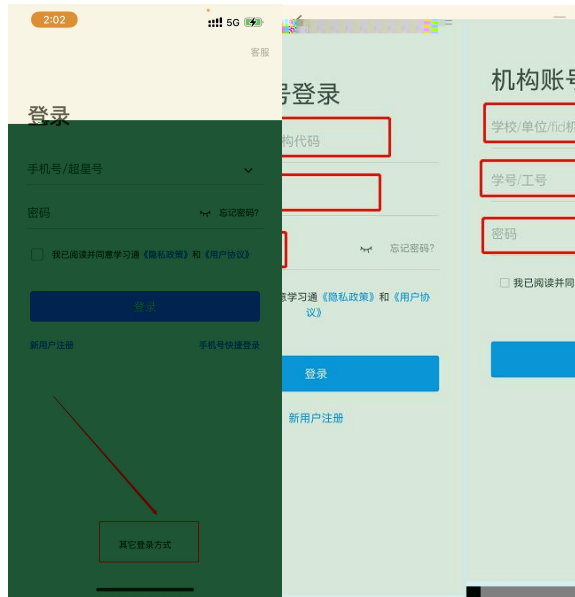 2:02
5G
客服
登录
手机号/超星号
密码
忘记密码?
我已阅读并同意学习通《隐私政策》和《用户协议》
登录
新用户注册
手机号快捷登录
其它登录方式
号登录
构代码
忘记密码?
意学习通《隐私政策》和《用户协
议》
登录
新用户注册
机构账号
学校/单位/fid机
学号/工号
密码
我已阅读并同